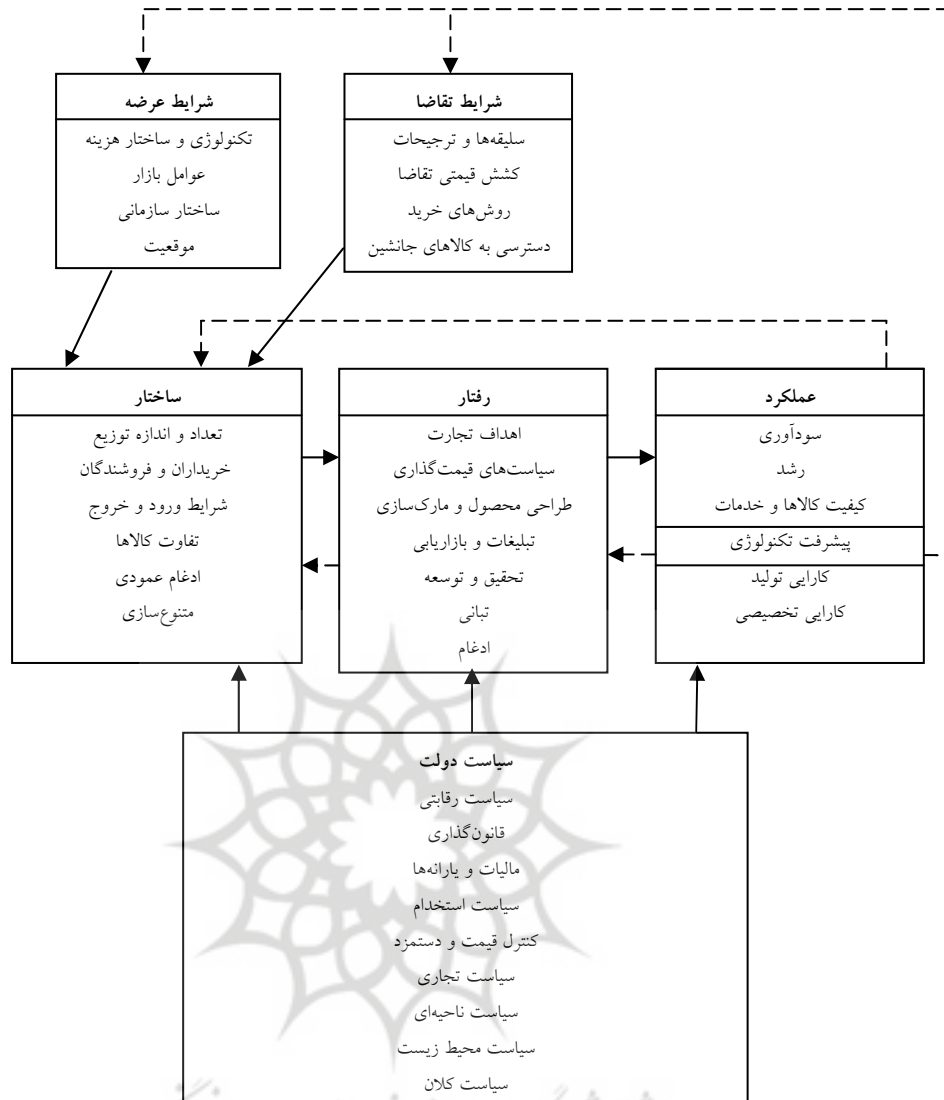 شرایط عرضه
تکنولوژی و ساختار هزینه
عوامل بازار
ساختار سازمانی
موقعیت
شرایط تقاضا
سلیقه‌ها و ترجیحات
کشش قیمتی تقاضا
روش‌های خرید
دسترسی به کالاهای جانشین
ساختار
تعداد و اندازه توزیع
خریداران و فروشندگان
شرایط ورود و خروج
تفاوت کالاها
ادغام عمودی
متنوع‌سازی
رفتار
اهداف تجارت
سیاست‌های قیمت‌گذاری
طراحی محصول و مارک‌سازی
تبلیغات و بازاریابی
تحقیق و توسعه
تبانی
ادغام
عملکرد
سودآوری
رشد
کیفیت کالاها و خدمات
پیشرفت تکنولوژی
کارایی تولید
کارایی تخصیصی
سیاست دولت
سیاست رقابتی
قانون‌گذاری
مالیات و یارانه‌ها
سیاست استخدام
کنترل قیمت و دستمزد
سیاست تجاری
سیاست ناحیه‌ای
سیاست محیط زیست
سیاست کلان